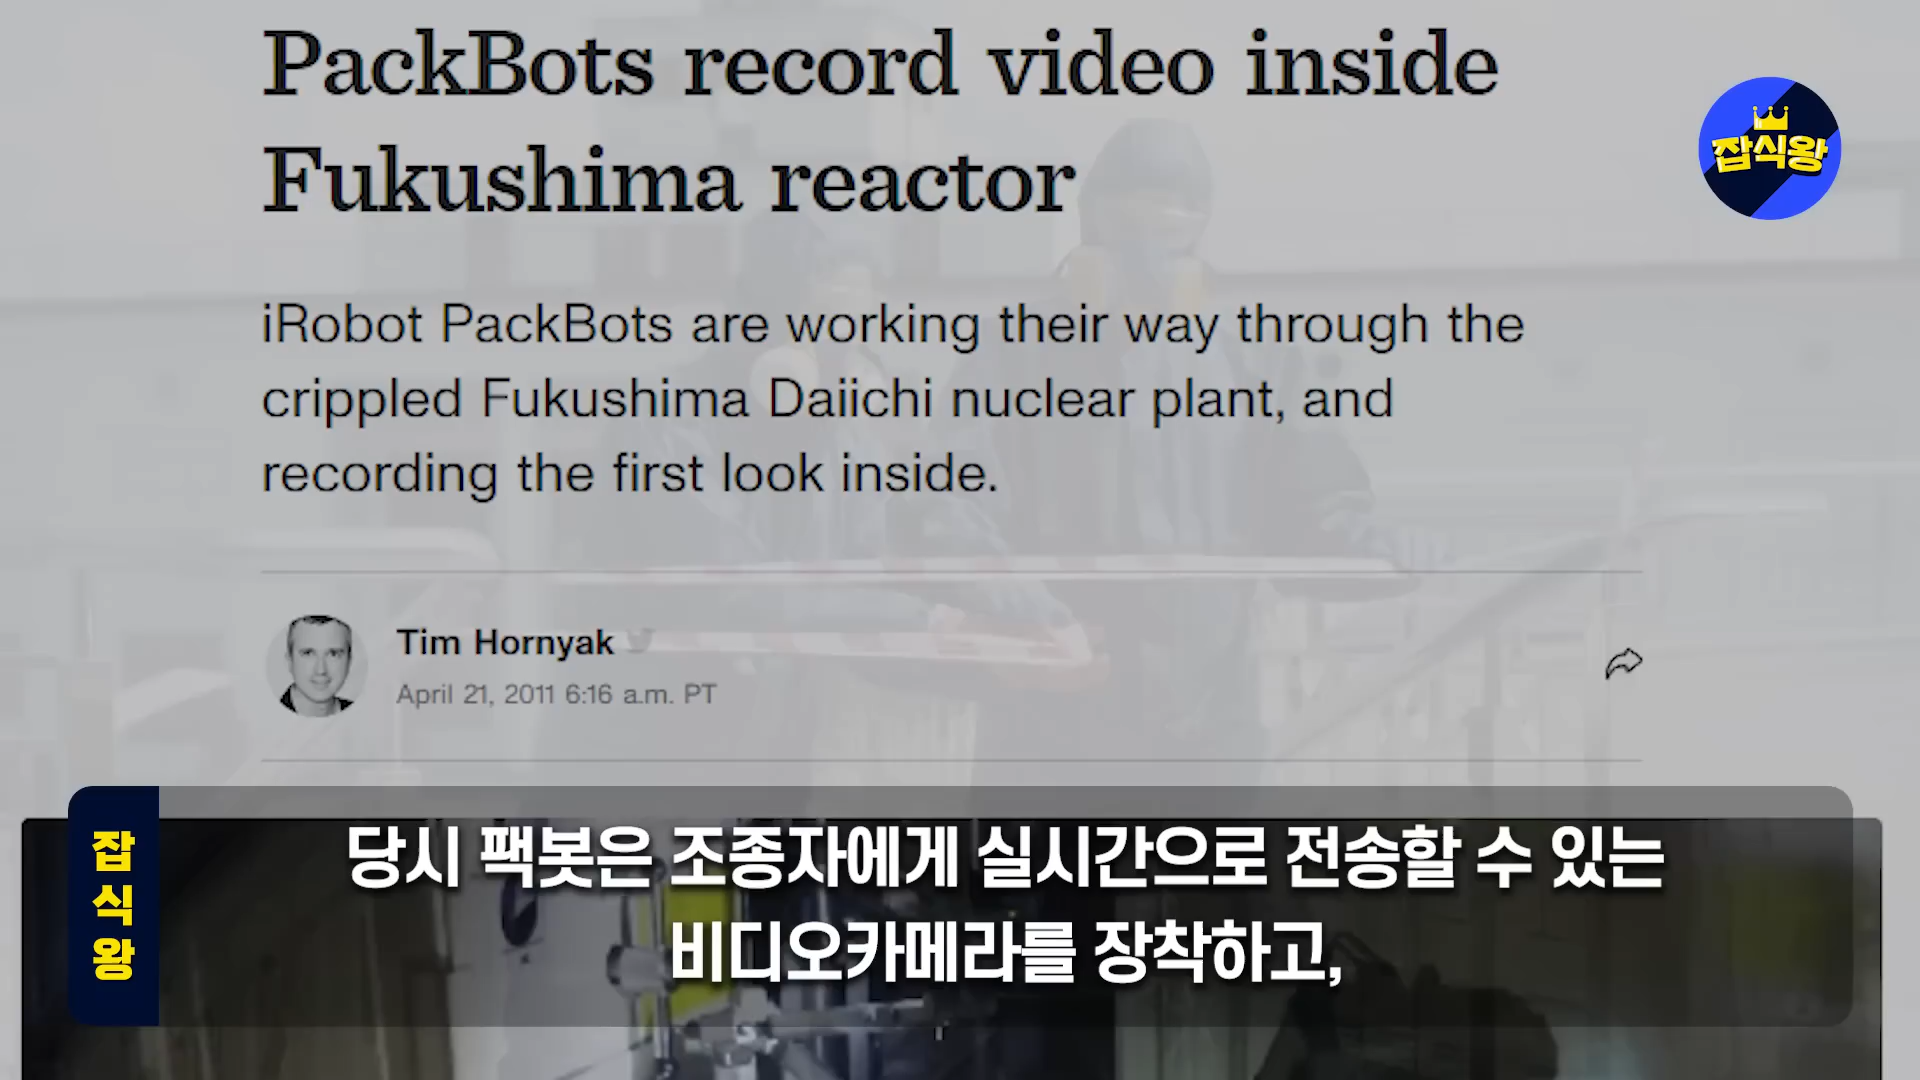 PackBots record video inside
Fukushima reactor
잡식왕
iRobot PackBots are working their way through the
crippled Fukushima Daiichi nuclear plant, and
recording the first look inside.
Tim Hornyak
April 21, 2011 6:16 a.m. PT
잡식왕
당시 팩봇은 조종자에게 실시간으로 전송할 수 있는
비디오카메라를 장착하고,